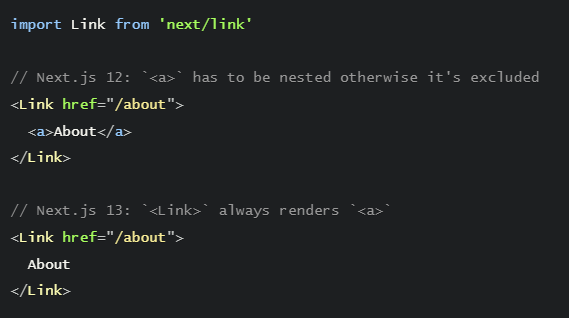 import Link from 'next/link'
// Next.js 12: `<a>` has to be nested otherwise it's excluded
<Link href="/about">
<a>About</a>
</Link>
// Next.js 13: `<Link>` always renders `<a>`
<Link href="/about">
About
</Link>